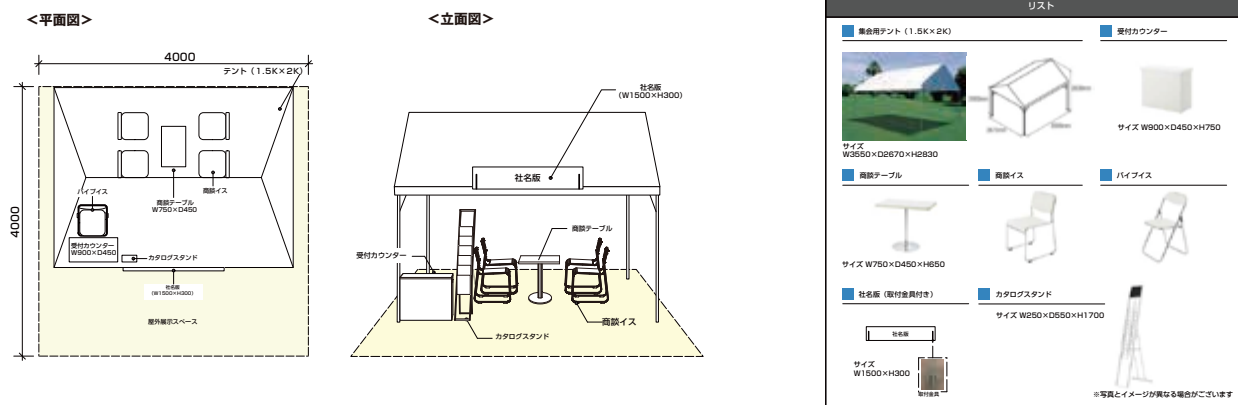 <平面図>
4000
テント(1.5K×2K)
4000
パイプイス
商談テーブル
W750×D450
商談イス
受付カウンター
W900×D450
カタログスタンド
社名版
(W1500×H300)
屋外展示スペース
<立面図>
社名版
(W1500×H300)
社名版
商談テーブル
受付カウンター
商談イス
カタログスタンド
リスト
集会用テント(1.5K×2K)
サイズ
W3550×D2670×H2830
受付カウンター
サイズ W900×D450×H750
商談テーブル
サイズ W750×D450×H650
商談イス
パイプイス
社名版(取付金具付き)
社名版
サイズ
W1500×H300
取付金具
カタログスタンド
サイズ W250×D550×H1700
※写真とイメージが異なる場合がございます